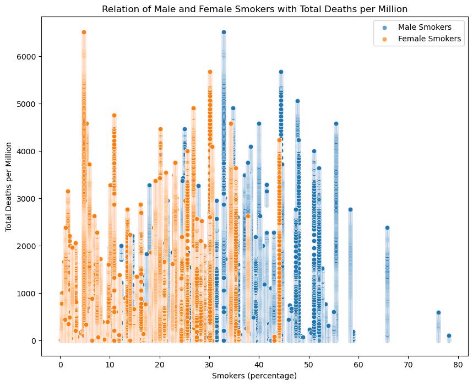 Relation of Male and Female Smokers with Total Deaths per Million
Male Smokers
Female Smokers
Total Deaths per Million
6000
5000
4000
3000
2000
1000
0
0 10 20 30 40 50 60 70 80
Smokers (percentage)